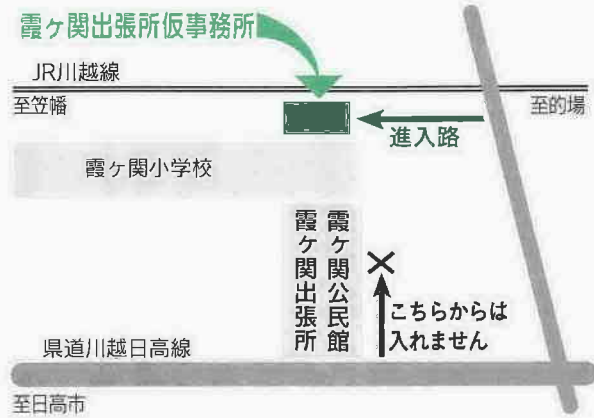 霞ヶ関出張所仮事務所
JR川越線
至笠幡
至的場
進入路
霞ヶ関小学校
霞ヶ関公民館
霞ヶ関出張所
こちらからは
入れません
県道川越日高線
至日高市